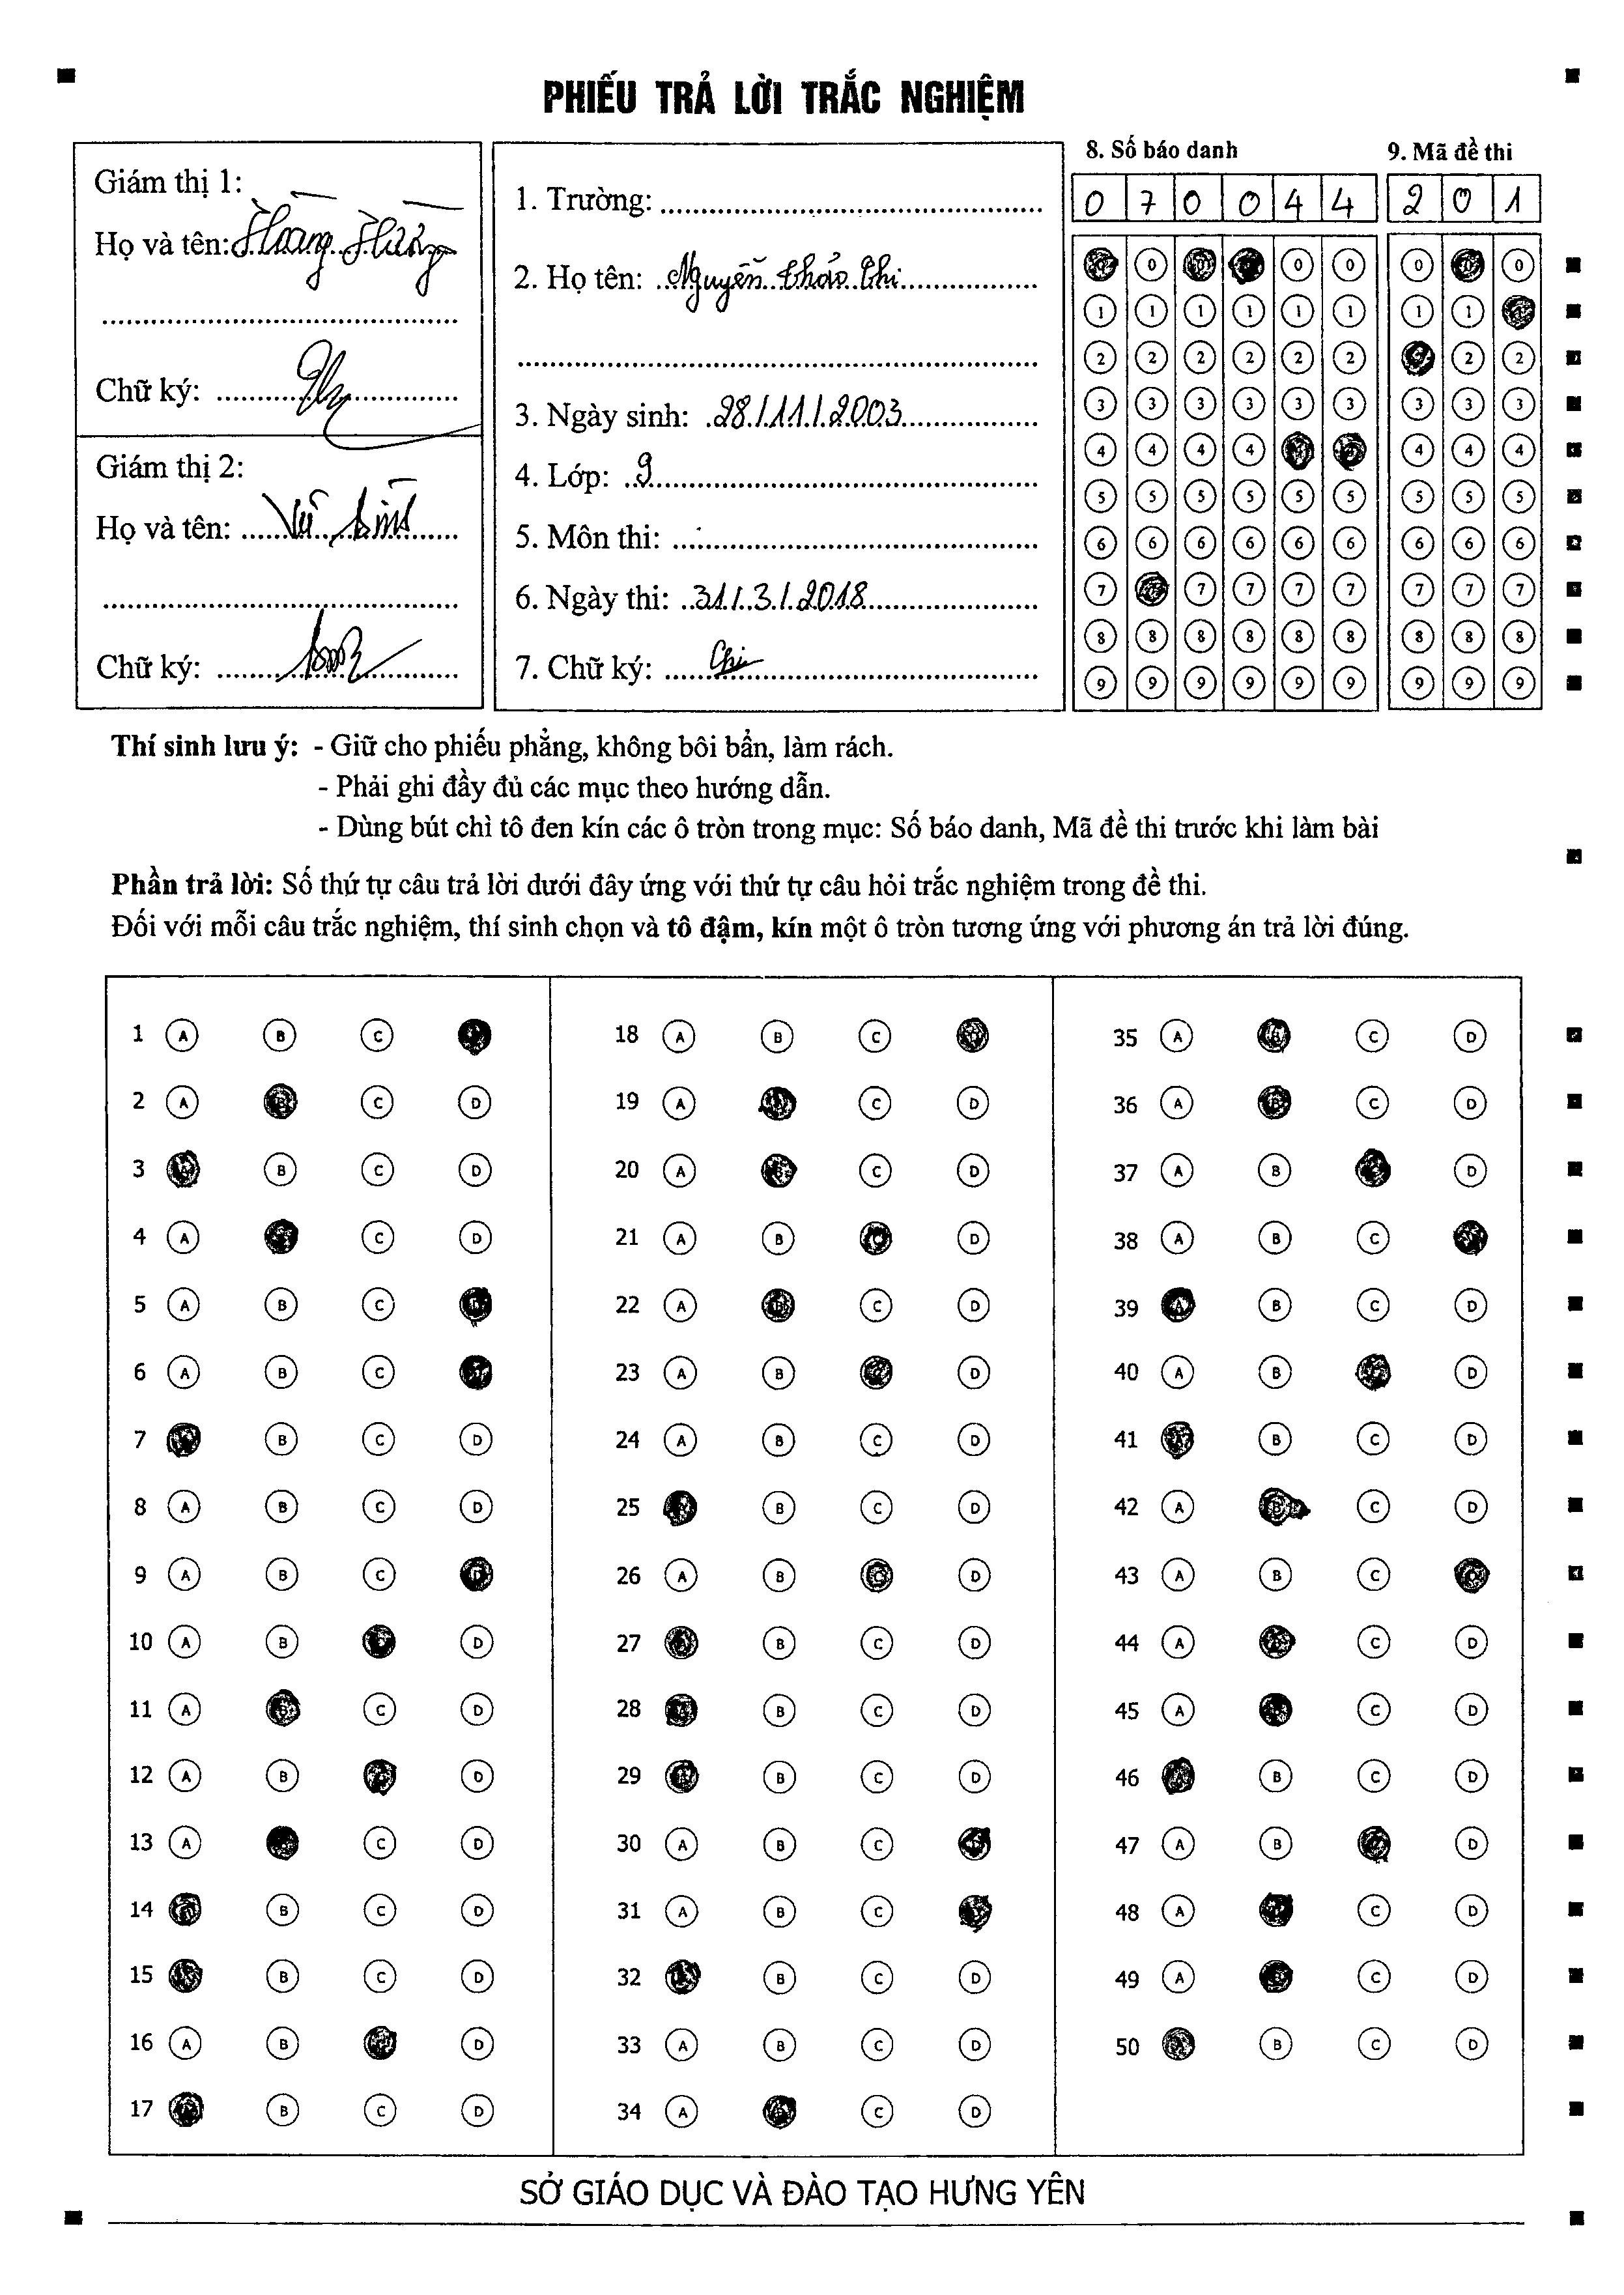 PHIẾU TRẢ LỜI TRẮC NGHIỆM
Giám thị 1:
Họ và tên: Hoàng Hằng
Chữ ký:
Giám thị 2:
Họ và tên: Vũ
Chữ ký:
1. Trường:
2. Họ tên: Nguyễn Thảo Chi
3. Ngày sinh: 28/11/2003
4. Lớp: 9
5. Môn thi:
6. Ngày thi: 31/3/2018
7. Chữ ký: Chi
8. Số báo danh
0 7 0 0 4 4
9. Mã đề thi
2 0 1
0 0 0 0 0 0 0 0 0
1 1 1 1 1 1 1 1 1
2 2 2 2 2 2 2 2 2
3 3 3 3 3 3 3 3 3
4 4 4 4 4 4 4 4 4
5 5 5 5 5 5 5 5 5
6 6 6 6 6 6 6 6 6
7 7 7 7 7 7 7 7
8 8 8 8 8 8 8 8 8
9 9 9 9 9 9 9 9 9
Thí sinh lưu ý: - Giữ cho phiếu phẳng, không bôi bẩn, làm rách.
- Phải ghi đầy đủ các mục theo hướng dẫn.
- Dùng bút chì tô đen kín các ô tròn trong mục: Số báo danh, Mã đề thi trước khi làm bài
Phần trả lời: Số thứ tự câu trả lời dưới đây ứng với thứ tự câu hỏi trắc nghiệm trong đề thi.
Đối với mỗi câu trắc nghiệm, thí sinh chọn và tô đậm, kín một ô tròn tương ứng với phương án trả lời đúng.
1 A B C
2 A B C D
3 A B C D
4 A C D
5 A B C D
6 A B C
7 B C D
8 A B C D
9 A B C D
10 A B D
11 A B C D
12 A B D
13 A C D
14 B C D
15 B C D
16 A B D
17 A B C D
18 A B C
19 A C D
20 A B C D
21 A B C D
22 A B C D
23 A B D
24 A B C D
25 B C D
26 A B C D
27 A B C D
28 A B C D
29 A B C D
30 A B C
31 A B C
32 B C D
33 A B C D
34 A B C D
35 A B C D
36 A B C D
37 A B D
38 A B C
39 A B C D
40 A B D
41 A B C D
42 A B C D
43 A B C
44 A C D
45 A C D
46 A B C D
47 A B D
48 A C D
49 A B C D
50 B C D
SỞ GIÁO DỤC VÀ ĐÀO TẠO HƯNG YÊN